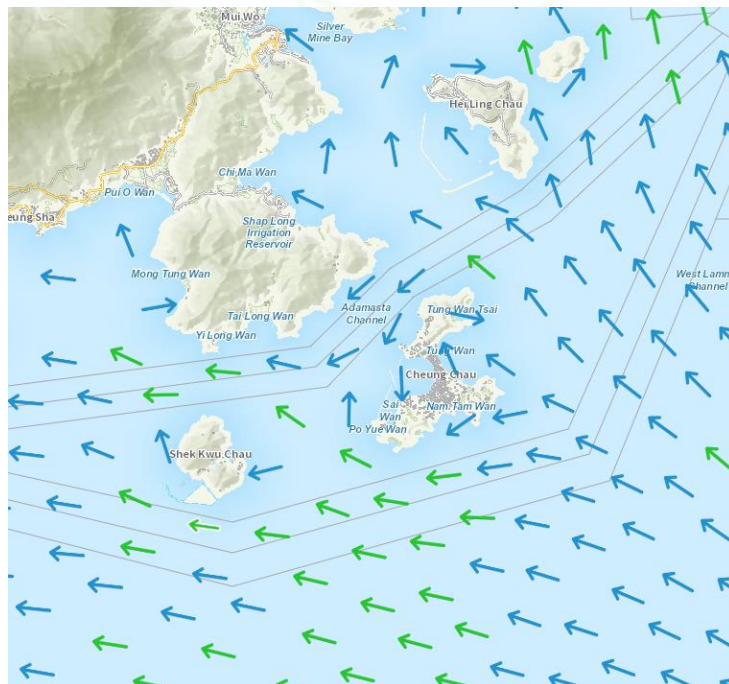 Mui Wo
Silver
Mine Bay
Hei Ling Chau
Chi Ma Wan
Pui O Wan
eung Sha
Shap Long
Irrigation
Reservoir
Mong Tung Wan
West Lamm
Channel
Tai Long Wan
Adamasta
Channel
Tung Wan Tsai
Yi Long Wan
Tung Wan
Cheung Chau
Sai
Wan
Nam Tam Wan
Po Yue Wan
Shek Kwu Chau